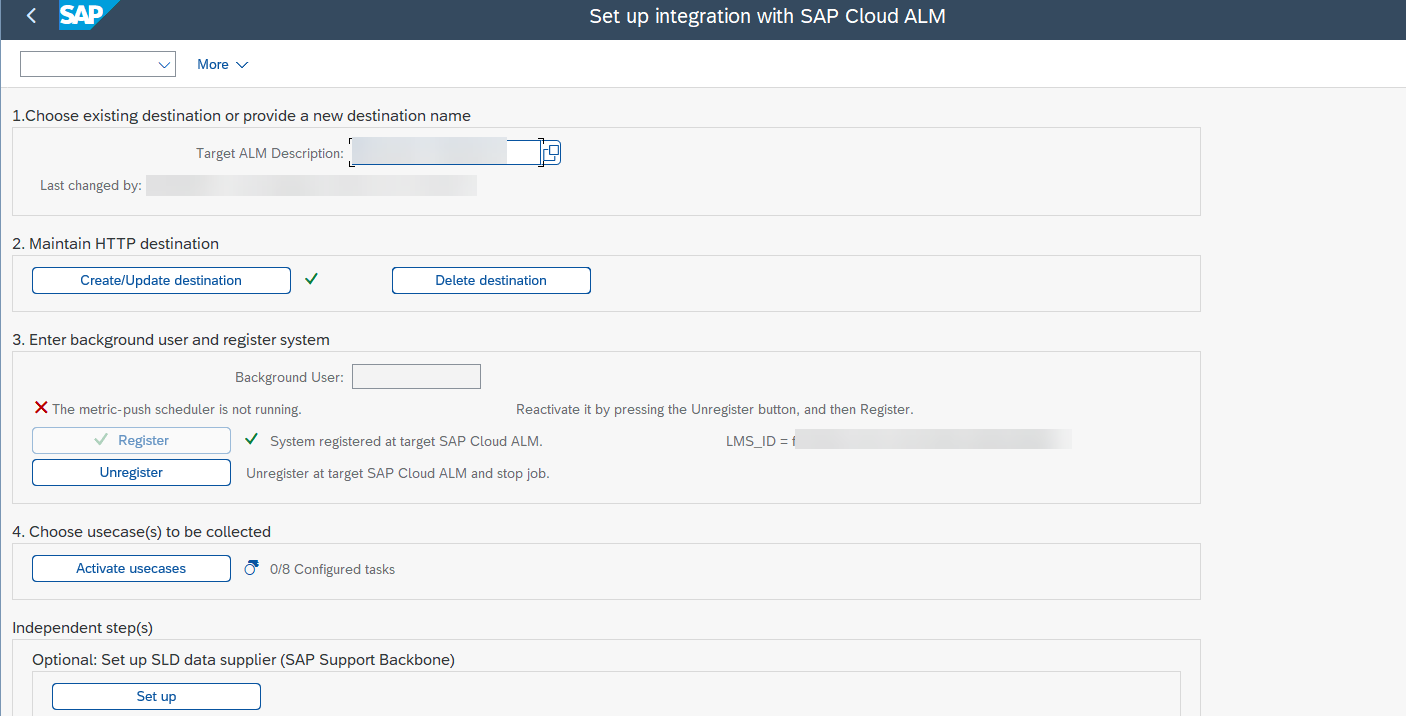 SAP
Set up integration with SAP Cloud ALM
More
1.Choose existing destination or provide a new destination name
Target ALM Description:
Last changed by:
2. Maintain HTTP destination
Create/Update destination
Delete destination
3. Enter background user and register system
Background User:
The metric-push scheduler is not running.
Reactivate it by pressing the Unregister button, and then Register.
Register
System registered at target SAP Cloud ALM.
LMS_ID = f
Unregister
Unregister at target SAP Cloud ALM and stop job.
4. Choose usecase(s) to be collected
Activate usecases
0/8 Configured tasks
Independent step(s)
Optional: Set up SLD data supplier (SAP Support Backbone)
Set up